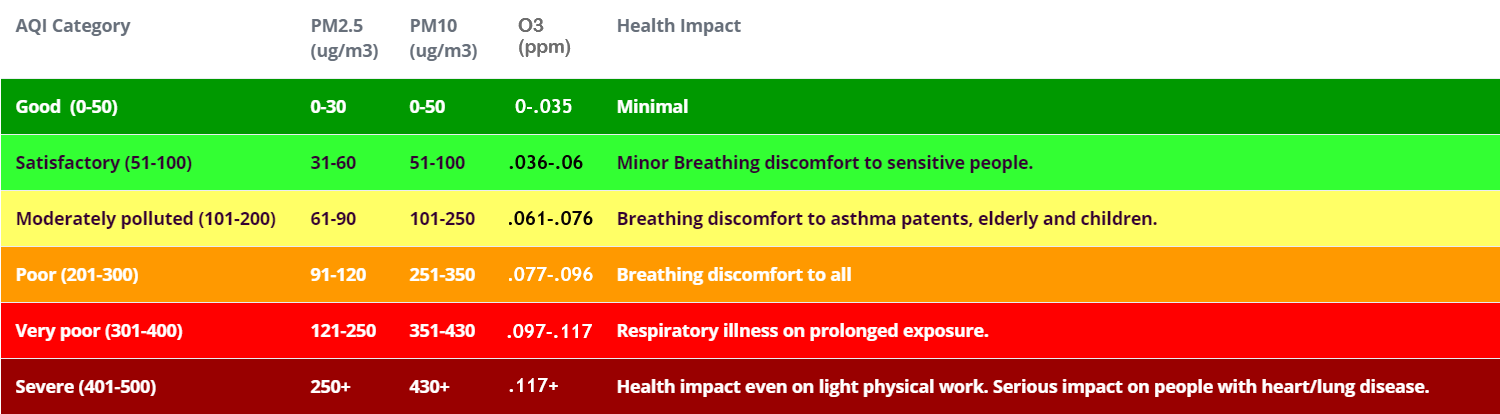 AQI Category PM2.5 (ug/m3) PM10 (ug/m3) O3 (ppm) Health Impact
Good (0-50) 0-30 0-50 0-.035 Minimal
Satisfactory (51-100) 31-60 51-100 .036-.06 Minor Breathing discomfort to sensitive people.
Moderately polluted (101-200) 61-90 101-250 .061-.076 Breathing discomfort to asthma patents, elderly and children.
Poor (201-300) 91-120 251-350 .077-.096 Breathing discomfort to all
Very poor (301-400) 121-250 351-430 .097-.117 Respiratory illness on prolonged exposure.
Severe (401-500) 250+ 430+ .117+ Health impact even on light physical work. Serious impact on people with heart/lung disease.